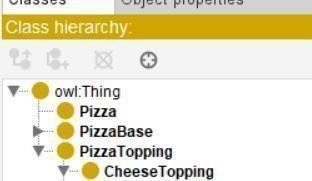 Classes Object properties
Class hierarchy:
owl:Thing
Pizza
PizzaBase
PizzaTopping
CheeseTopping